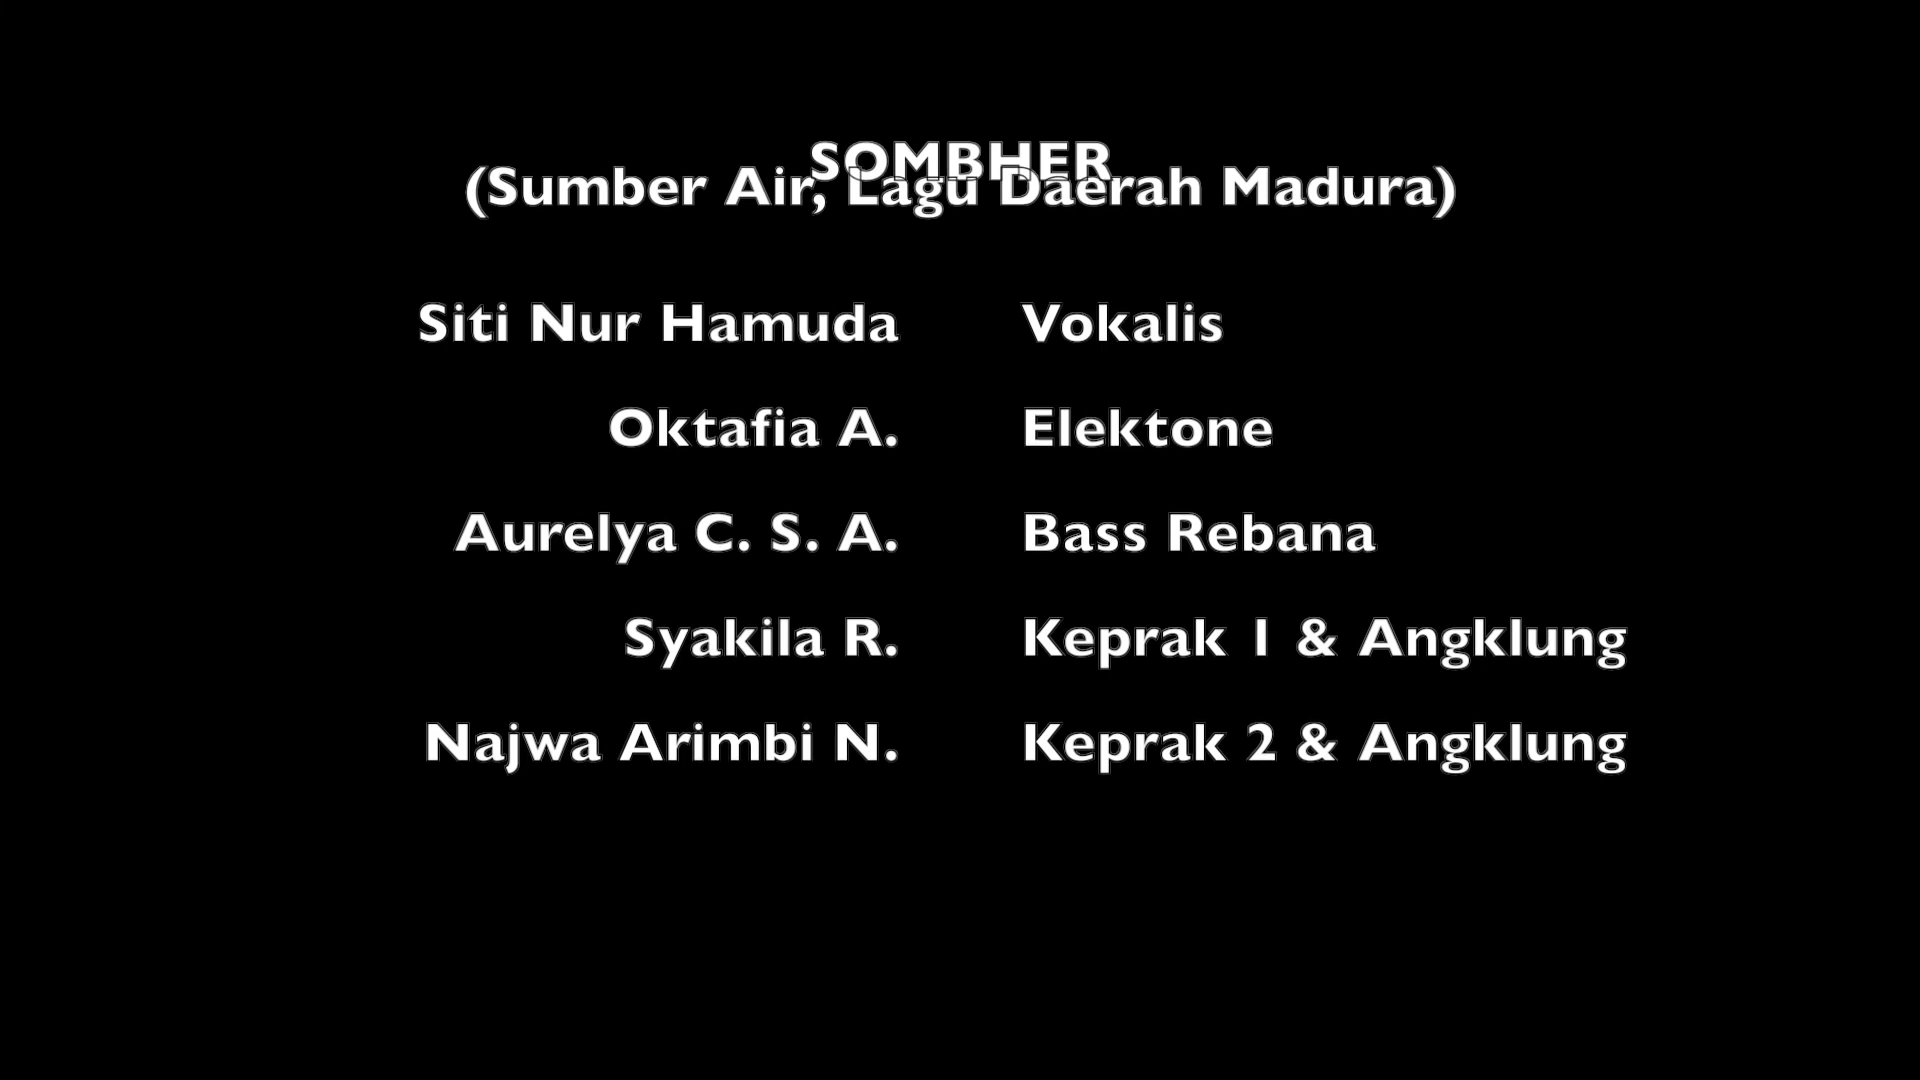 SOMBHER
(Sumber Air, Lagu Daerah Madura)
Siti Nur Hamuda Vokalis
Oktafia A. Elektone
Aurelya C. S. A. Bass Rebana
Syakila R. Keprak 1 & Angklung
Najwa Arimbi N. Keprak 2 & Angklung